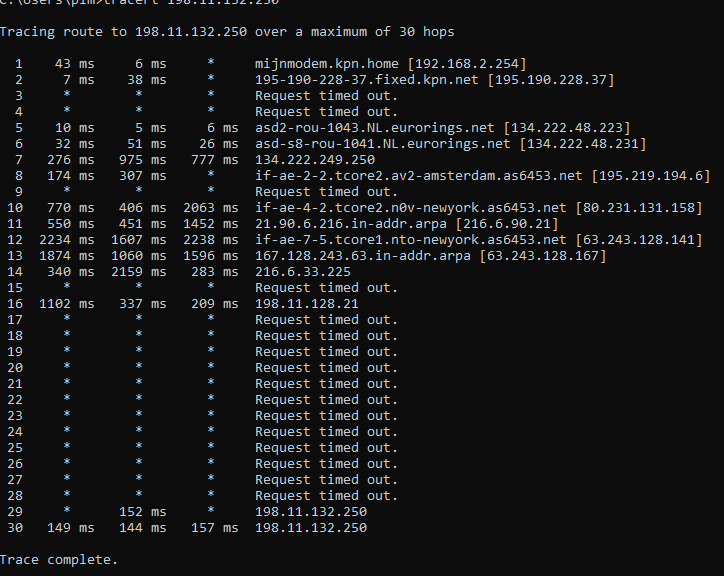 C:\Users\pim>tracert 198.11.132.250
Tracing route to 198.11.132.250 over a maximum of 30 hops
1 43 ms 6 ms * mijnmodem.kpn.home [192.168.2.254]
2 7 ms 38 ms * 195-190-228-37.fixed.kpn.net [195.190.228.37]
3 * * * Request timed out.
4 * * * Request timed out.
5 10 ms 5 ms 6 ms asd2-rou-1043.NL.eurorings.net [134.222.48.223]
6 32 ms 51 ms 26 ms asd-s8-rou-1041.NL.eurorings.net [134.222.48.231]
7 276 ms 975 ms 777 ms 134.222.249.250
8 174 ms 307 ms * if-ae-2-2.tcore2.av2-amsterdam.as6453.net [195.219.194.6]
9 * * * Request timed out.
10 770 ms 406 ms 2063 ms if-ae-4-2.tcore2.n0v-newyork.as6453.net [80.231.131.158]
11 550 ms 451 ms 1452 ms 21.90.6.216.in-addr.arpa [216.6.90.21]
12 2234 ms 1607 ms 2238 ms if-ae-7-5.tcore1.nto-newyork.as6453.net [63.243.128.141]
13 1874 ms 1060 ms 1596 ms 167.128.243.63.in-addr.arpa [63.243.128.167]
14 340 ms 2159 ms 283 ms 216.6.33.225
15 * * * Request timed out.
16 1102 ms 337 ms 209 ms 198.11.128.21
17 * * * Request timed out.
18 * * * Request timed out.
19 * * * Request timed out.
20 * * * Request timed out.
21 * * * Request timed out.
22 * * * Request timed out.
23 * * * Request timed out.
24 * * * Request timed out.
25 * * * Request timed out.
26 * * * Request timed out.
27 * * * Request timed out.
28 * * * Request timed out.
29 * 152 ms * 198.11.132.250
30 149 ms 144 ms 157 ms 198.11.132.250
Trace complete.